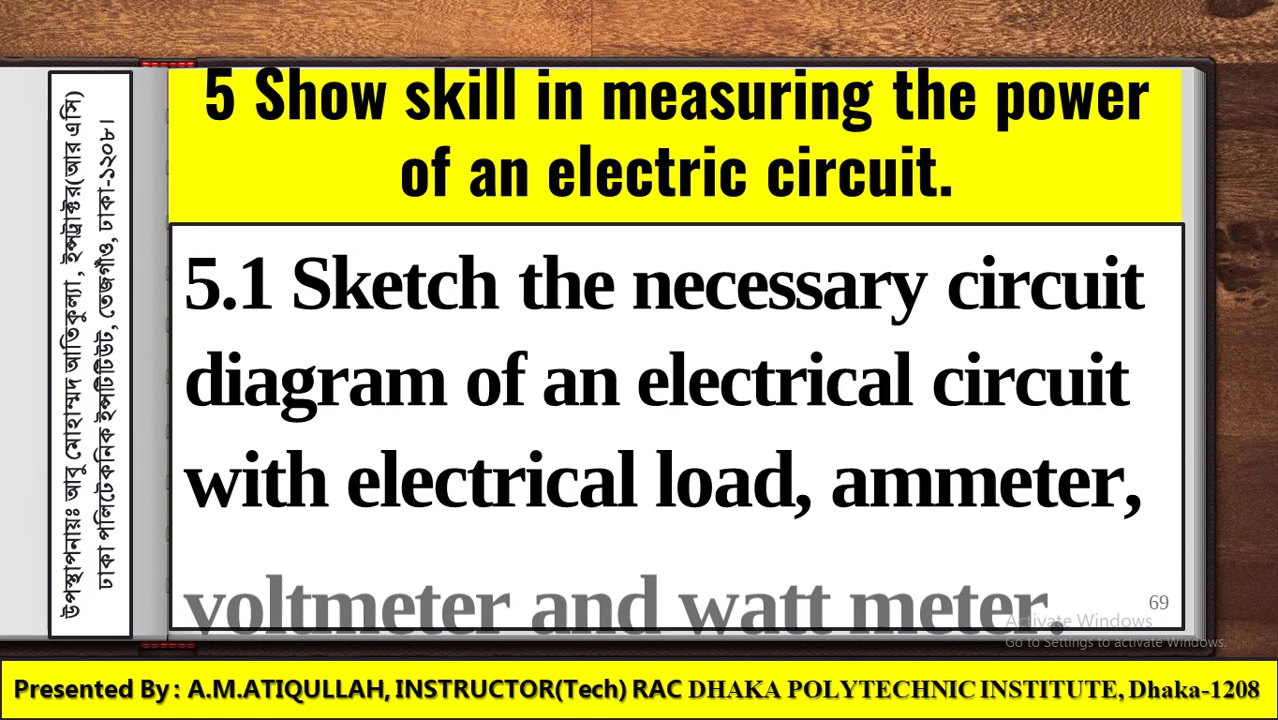 5 Show skill in measuring the power
of an electric circuit.
উপস্থাপনায়ঃ আবু মোহাম্মাদ আতিকুল্যা, ইন্সট্রাক্টর(আর এসি)
ঢাকা পলিটেকনিক ইন্সটিটিউট, তেজগাঁও, ঢাকা-১২০৮।
5.1 Sketch the necessary circuit
diagram of an electrical circuit
with electrical load, ammeter,
voltmeter and watt meter.
69
Activate Windows
Go to Settings to activate Windows.
Presented By : A.M.ATIQULLAH, INSTRUCTOR(Tech) RAC DHAKA POLYTECHNIC INSTITUTE, Dhaka-1208